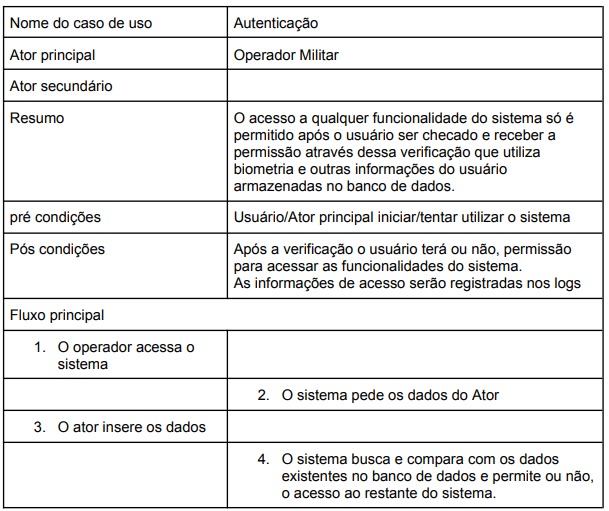 Nome do caso de uso
Autenticação
Ator principal
Operador Militar
Ator secundário
Resumo
O acesso a qualquer funcionalidade do sistema só é
permitido após o usuário ser checado e receber a
permissão através dessa verificação que utiliza
biometria e outras informações do usuário
armazenadas no banco de dados.
pré condições
Usuário/Ator principal iniciar/tentar utilizar o sistema
Pós condições
Após a verificação o usuário terá ou não, permissão
para acessar as funcionalidades do sistema.
As informações de acesso serão registradas nos logs
Fluxo principal
1. O operador acessa o
sistema
2. O sistema pede os dados do Ator
3. O ator insere os dados
4. O sistema busca e compara com os dados
existentes no banco de dados e permite ou não,
o acesso ao restante do sistema.